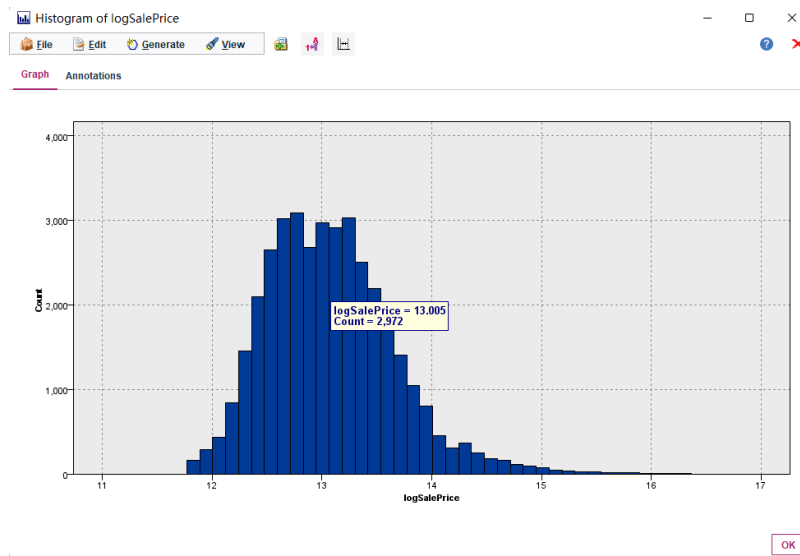 Histogram of logSalePrice
File Edit Generate View
Graph Annotations
4,000
3,000
2,000
1,000
0
Count
logSalePrice = 13.005
Count = 2,972
11 12 13 14 15 16 17
logSalePrice
OK